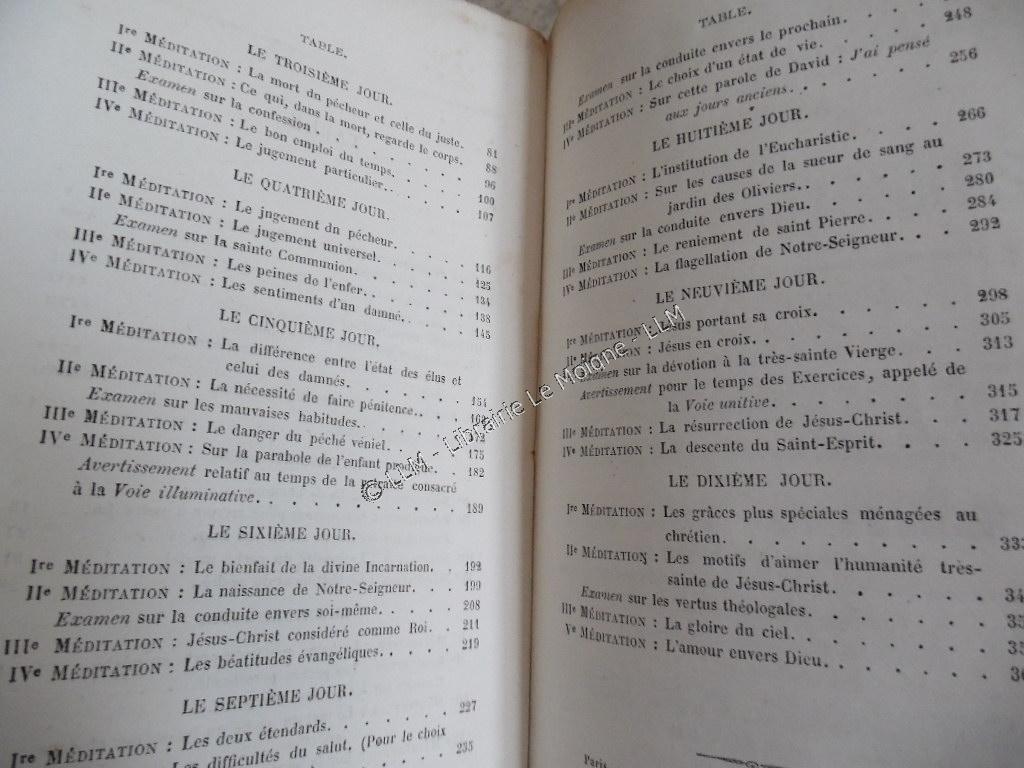 TABLE.
LE TROISIÈME JOUR.
Ire MÉDITATION : La mort du pécheur et celle du juste. 81
IIe MÉDITATION : Ce qui, dans la mort, regarde le corps. 88
Examen sur la confession . . . . . . 96
IIIe MÉDITATION : Le bon emploi du temps. . . . . 100
IVe MÉDITATION : Le jugement particulier. . . . . 107
LE QUATRIÈME JOUR.
Ire MÉDITATION : Le jugement du pécheur. . . . . 116
IIe MÉDITATION : Le jugement universel. . . . . 125
Examen sur la sainte Communion. . . . . 134
IIIe MÉDITATION : Les peines de l'enfer. . . . . 138
IVe MÉDITATION : Les sentiments d'un damné. . . . 145
LE CINQUIÈME JOUR.
Ire MÉDITATION : La différence entre l'état des élus et
celui des damnés. . . . . . 154
IIe MÉDITATION : La nécessité de faire pénitence. . .
Examen sur les mauvaises habitudes. . . .
IIIe MÉDITATION : Le danger du péché véniel. . . . 175
IVe MÉDITATION : Sur la parabole de l'enfant prodigue. . 182
Avertissement relatif au temps de la retraite consacré
à la Voie illuminative. . . . . . 189
LE SIXIÈME JOUR.
Ire MÉDITATION : Le bienfait de la divine Incarnation. . 192
IIe MÉDITATION : La naissance de Notre-Seigneur. . . 199
Examen sur la conduite envers soi-même. . . . 208
IIIe MÉDITATION : Jésus-Christ considéré comme Roi. . 211
IVe MÉDITATION : Les béatitudes évangéliques. . . . 219
LE SEPTIÈME JOUR.
Ire MÉDITATION : Les deux étendards. . . . . . 227
Les difficultés du salut, (Pour le choix
235
TABLE.
Examen sur la conduite envers le prochain. . . . 248
IIIe MÉDITATION : Le choix d'un état de vie. . . . 256
IVe MÉDITATION : Sur cette parole de David : J'ai pensé
aux jours anciens. . . . . . 266
LE HUITIÈME JOUR.
Ire MÉDITATION : L'institution de l'Eucharistie. . . . 273
IIe MÉDITATION : Sur les causes de la sueur de sang au
jardin des Oliviers. . . . . . 280
Examen sur la conduite envers Dieu. . . . . 284
IIIe MÉDITATION : Le reniement de saint Pierre. . . . 292
IVe MÉDITATION : La flagellation de Notre-Seigneur. . . 298
LE NEUVIÈME JOUR.
Ire MÉDITATION : Jésus portant sa croix. . . . . 305
IIe MÉDITATION : Jésus en croix. . . . . . 313
Examen sur la dévotion à la très-sainte Vierge. . . 315
Avertissement pour le temps des Exercices, appelé de
la Voie unitive. . . . . . . 317
IIIe MÉDITATION : La résurrection de Jésus-Christ. . . 325
IVe MÉDITATION : La descente du Saint-Esprit. . . .
LE DIXIÈME JOUR.
Ire MÉDITATION : Les grâces plus spéciales ménagées au
chrétien. . . . . . . . . 333
IIe MÉDITATION : Les motifs d'aimer l'humanité très-
sainte de Jésus-Christ. . . . . 34
Examen sur les vertus théologales. . . . . 35
IIIe MÉDITATION : La gloire du ciel. . . . . . 35
Ve MÉDITATION : L'amour envers Dieu. . . . . 36
Paris
© LLM - Librairie Le Moine - LLM